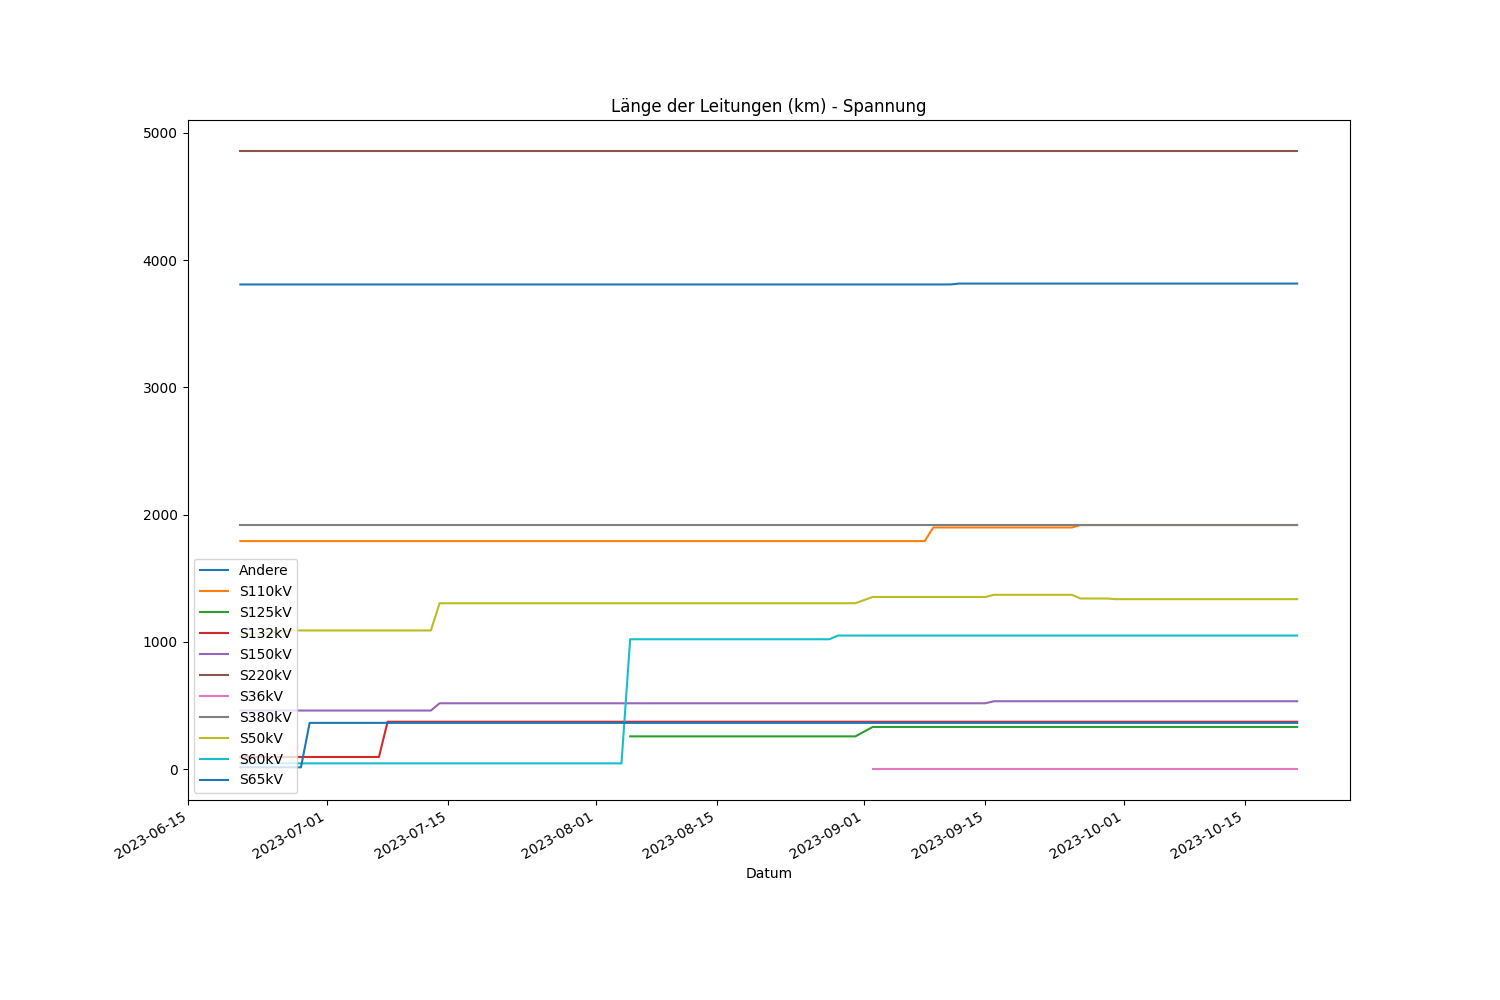 Länge der Leitungen (km) - Spannung
5000
4000
3000
2000
1000
0
Andere
S110kV
S125kV
S132kV
S150kV
S220kV
S36kV
S380kV
S50kV
S60kV
S65kV
2023-06-15
2023-07-01
2023-07-15
2023-08-01
2023-08-15
2023-09-01
2023-09-15
2023-10-01
2023-10-15
Datum